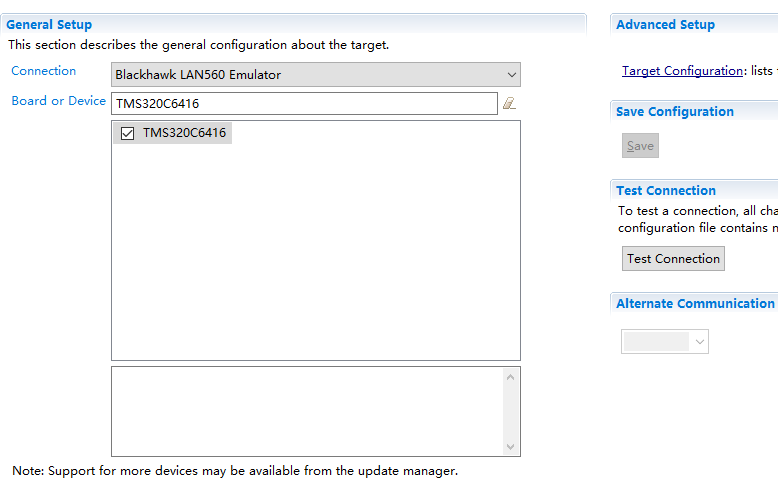 General Setup
This section describes the general configuration about the target.
Connection
Blackhawk LAN560 Emulator
Board or Device
TMS320C6416
TMS320C6416
Note: Support for more devices may be available from the update manager.
Advanced Setup
Target Configuration: lists
Save Configuration
Save
Test Connection
To test a connection, all
configuration file contains
Test Connection
Alternate Communication